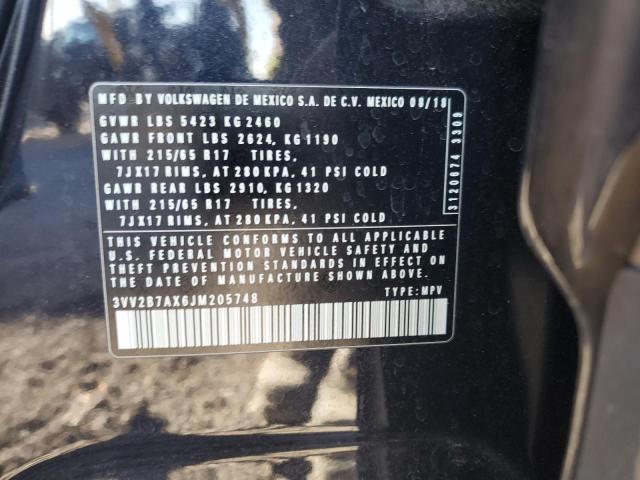 MFD BY VOLKSWAGEN DE MEXICO S.A. DE C.V. MEXICO 08/18
GVWR LBS 5423 KG 2460
GAWR FRONT LBS 2624, KG 1190
WITH 215/65 R17 TIRES,
7JX17 RIMS, AT 280 KPA, 41 PSI COLD
GAWR REAR LBS 2910, KG 1320
WITH 215/65 R17 TIRES,
7JX17 RIMS, AT 280 KPA, 41 PSI COLD
THIS VEHICLE CONFORMS TO ALL APPLICABLE
U.S. FEDERAL MOTOR VEHICLE SAFETY AND
THEFT PREVENTION STANDARDS IN EFFECT ON
THE DATE OF MANUFACTURE SHOWN ABOVE.
3VV2B7AX6JM205748 TYPE: MPV
3120074 3309